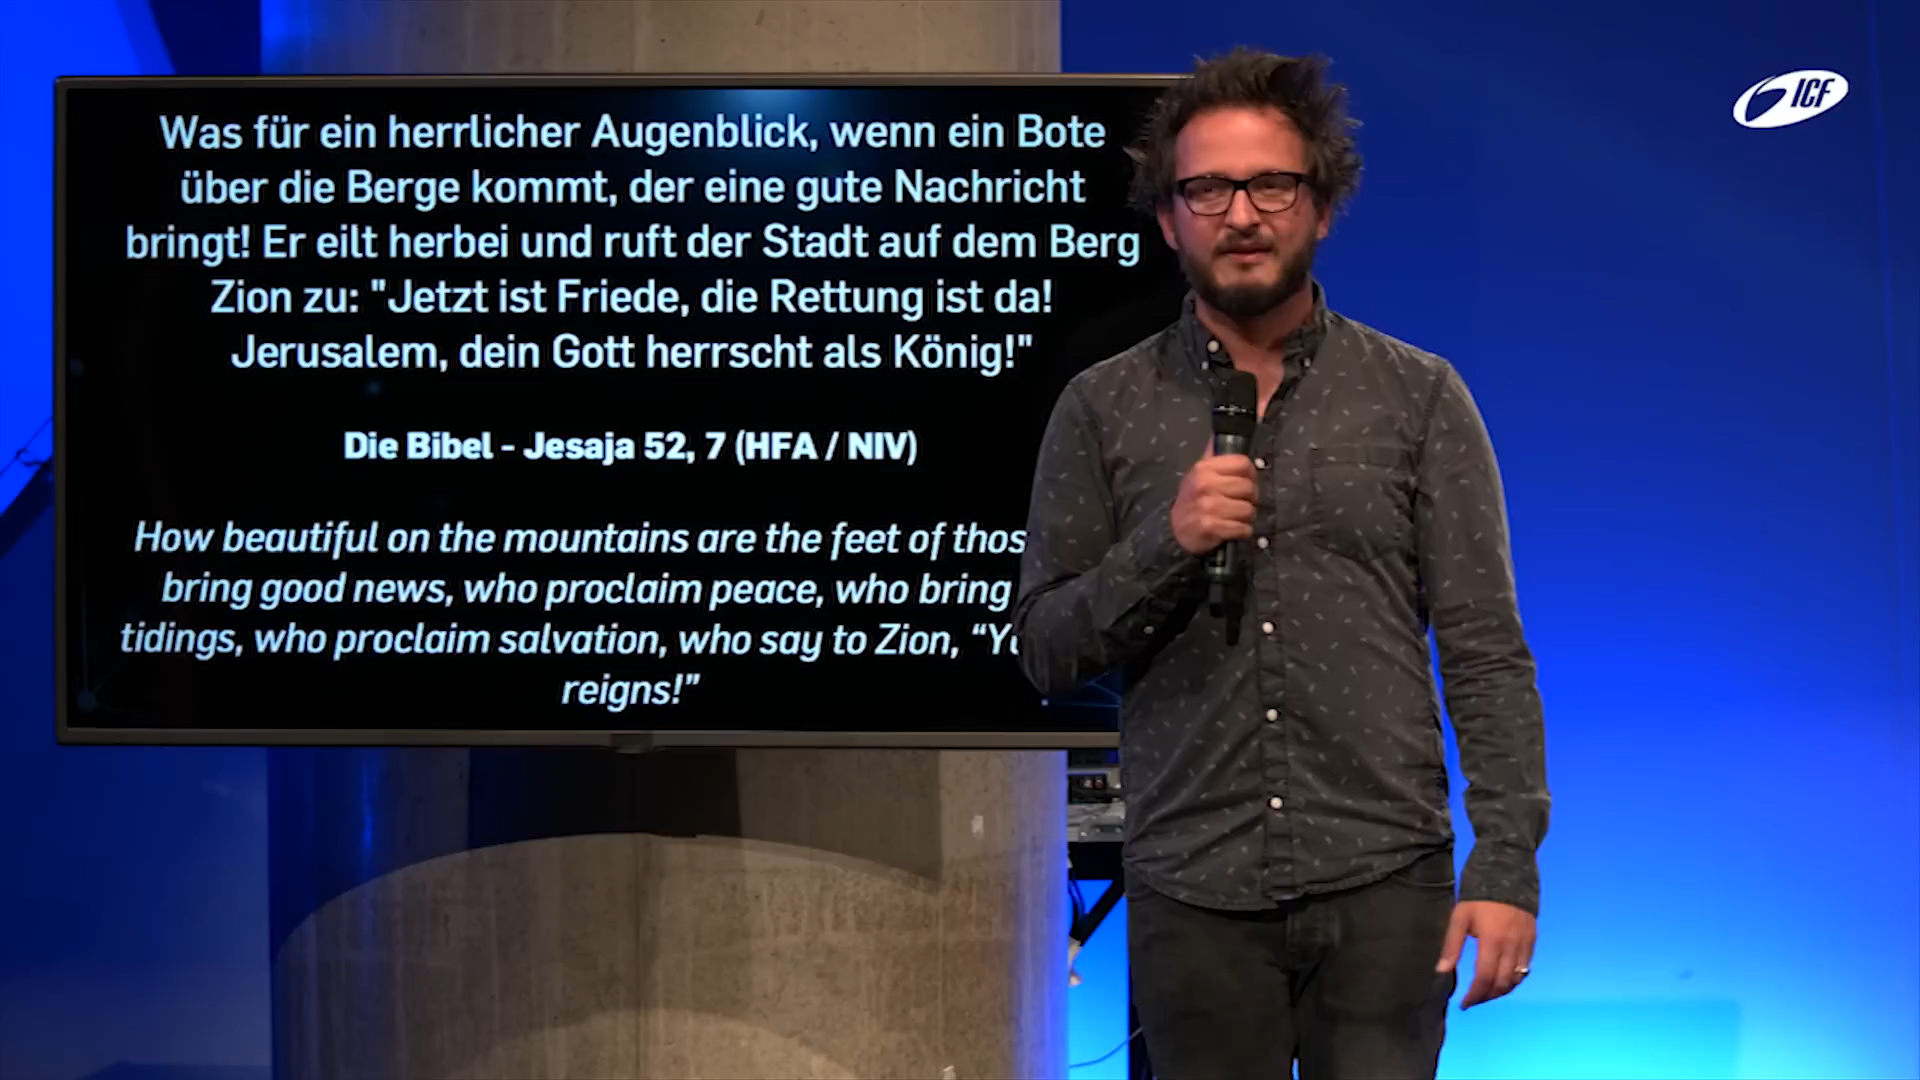 Was für ein herrlicher Augenblick, wenn ein Bote
über die Berge kommt, der eine gute Nachricht
bringt! Er eilt herbei und ruft der Stadt auf dem Berg
Zion zu: "Jetzt ist Friede, die Rettung ist da!
Jerusalem, dein Gott herrscht als König!"
Die Bibel - Jesaja 52, 7 (HFA / NIV)
How beautiful on the mountains are the feet of
bring good news, who proclaim peace, who bring
tidings, who proclaim salvation, who say to Zion,
reigns!”
ICF